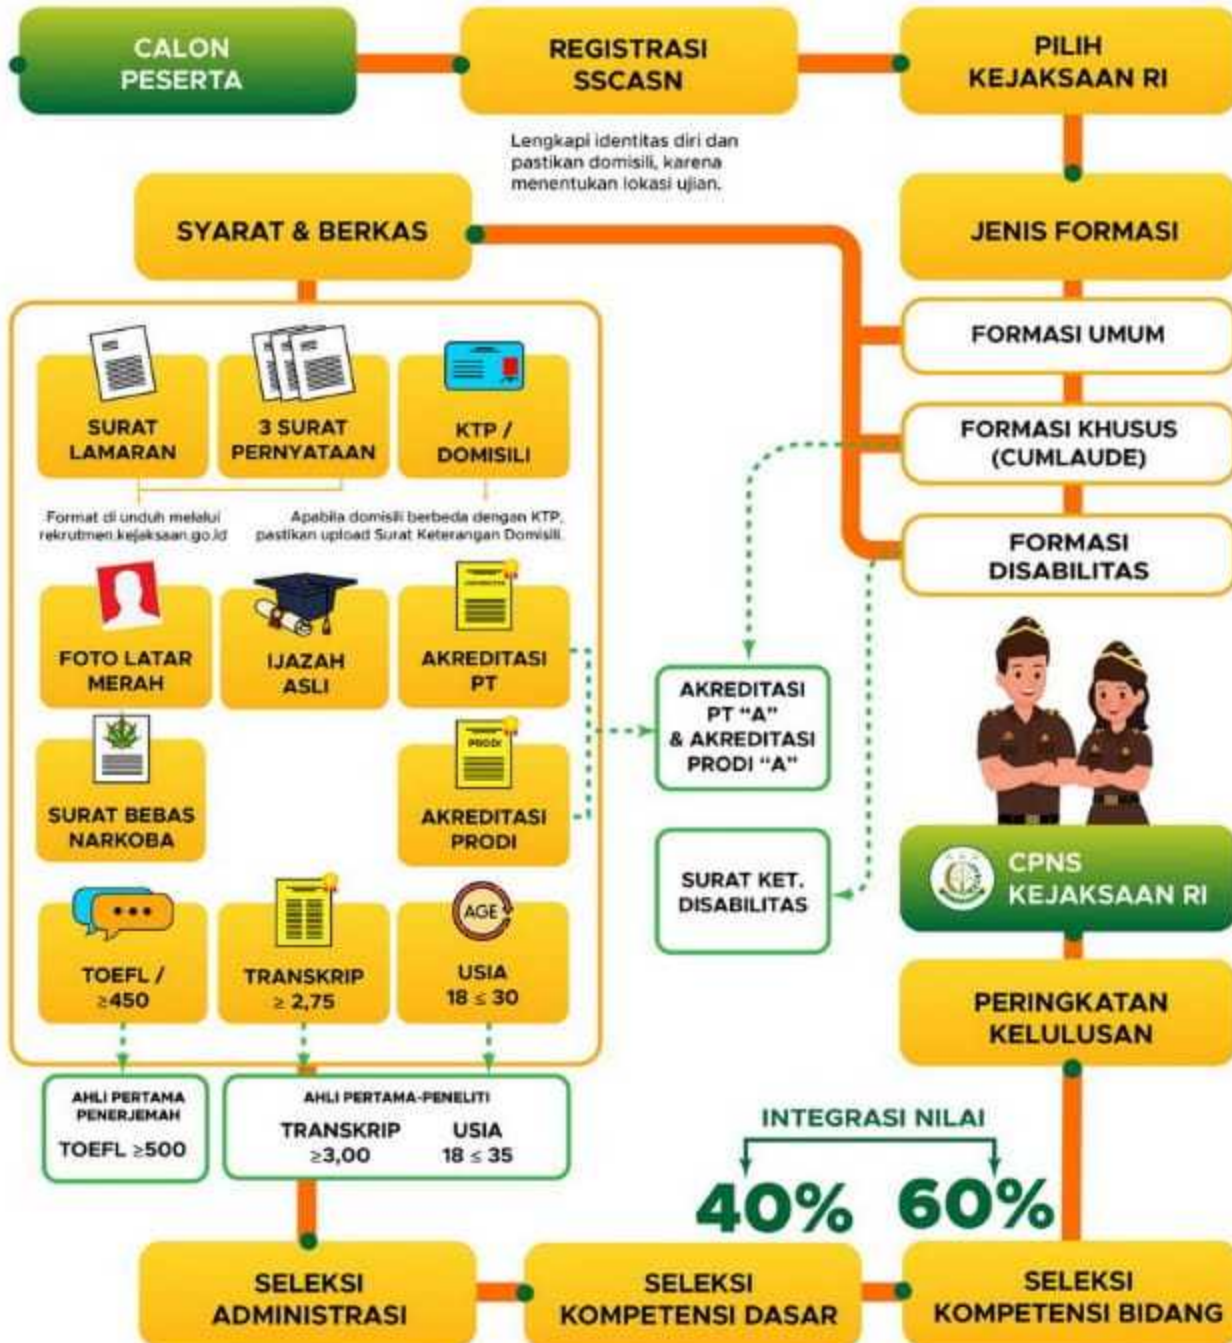 CALON
PESERTA
REGISTRASI
SSCASN
PILIH
KEJAKSAAN RI
Lengkapi identitas diri dan
pastikan domisili, karena
menentukan lokasi ujian.
SYARAT & BERKAS
JENIS FORMASI
FORMASI UMUM
FORMASI KHUSUS
(CUMLAUDE)
FORMASI
DISABILITAS
SURAT
LAMARAN
3 SURAT
PERNYATAAN
KTP /
DOMISILI
Format di unduh melalui
rekrutmen.kejaksaan.go.id
Apabila domisili berbeda dengan KTP,
pastikan upload Surat Keterangan Domisili.
FOTO LATAR
MERAH
IJAZAH
ASLI
AKREDITASI
PT
SURAT BEBAS
NARKOBA
PRODI
AKREDITASI
PRODI
AKREDITASI
PT "A"
& AKREDITASI
PRODI "A"
SURAT KET.
DISABILITAS
TOEFL /
≥450
TRANSKRIP
≥ 2,75
AGE
USIA
18 ≤ 30
AHLI PERTAMA
PENERJEMAH
TOEFL ≥500
AHLI PERTAMA-PENELITI
TRANSKRIP
≥3,00
USIA
18 ≤ 35
CPNS
KEJAKSAAN RI
PERINGKATAN
KELULUSAN
INTEGRASI NILAI
40% 60%
SELEKSI
ADMINISTRASI
SELEKSI
KOMPETENSI DASAR
SELEKSI
KOMPETENSI BIDANG